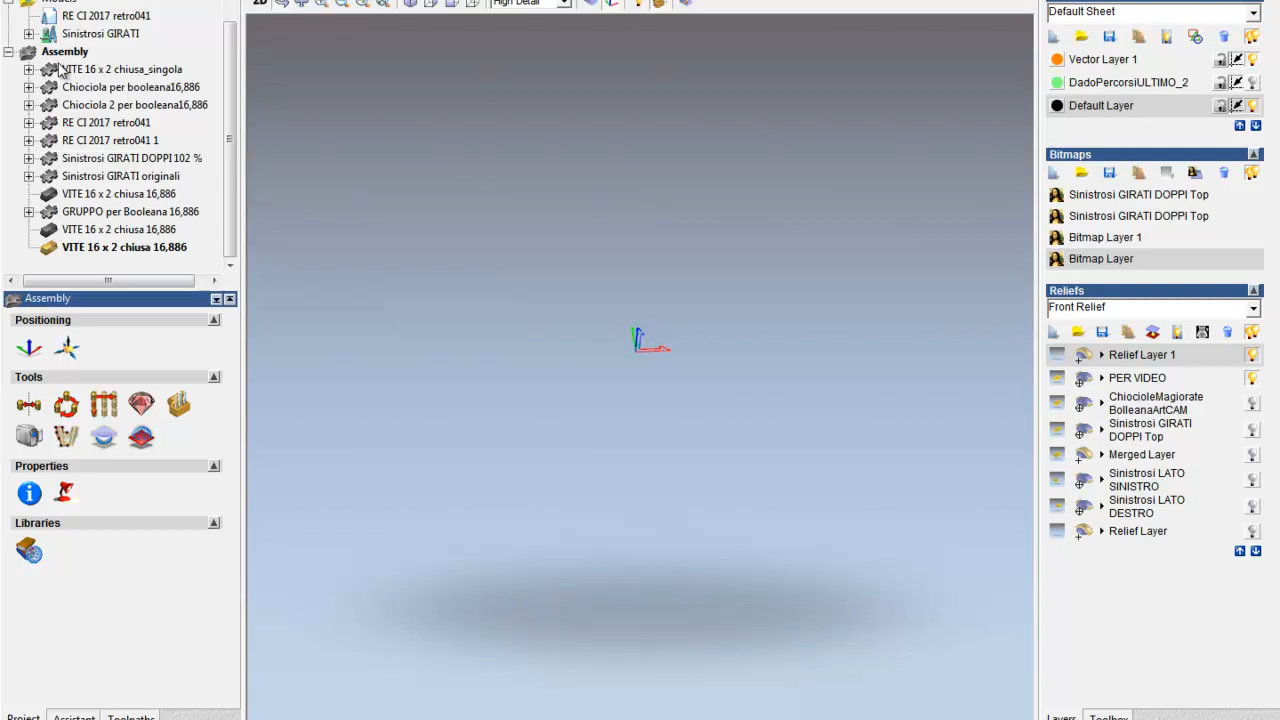 Models
2D
High Detail
RE CI 2017 retro041
Sinistrosi GIRATI
Assembly
VITE 16 x 2 chiusa_singola
Chiociola per booleana16,886
Chiociola 2 per booleana16,886
RE CI 2017 retro041
RE CI 2017 retro041 1
Sinistrosi GIRATI DOPPI 102 %
Sinistrosi GIRATI originali
VITE 16 x 2 chiusa 16,886
GRUPPO per Booleana 16,886
VITE 16 x 2 chiusa 16,886
VITE 16 x 2 chiusa 16,886
Assembly
Positioning
Tools
Properties
Libraries
Project
Assistant
Toolpaths
Default Sheet
Vector Layer 1
DadoPercorsiULTIMO_2
Default Layer
Bitmaps
Sinistrosi GIRATI DOPPI Top
Sinistrosi GIRATI DOPPI Top
Bitmap Layer 1
Bitmap Layer
Reliefs
Front Relief
Relief Layer 1
PER VIDEO
ChiocioleMagiorate
BolleanaArtCAM
Sinistrosi GIRATI
DOPPI Top
Merged Layer
Sinistrosi LATO
SINISTRO
Sinistrosi LATO
DESTRO
Relief Layer
Layers
Toolbox